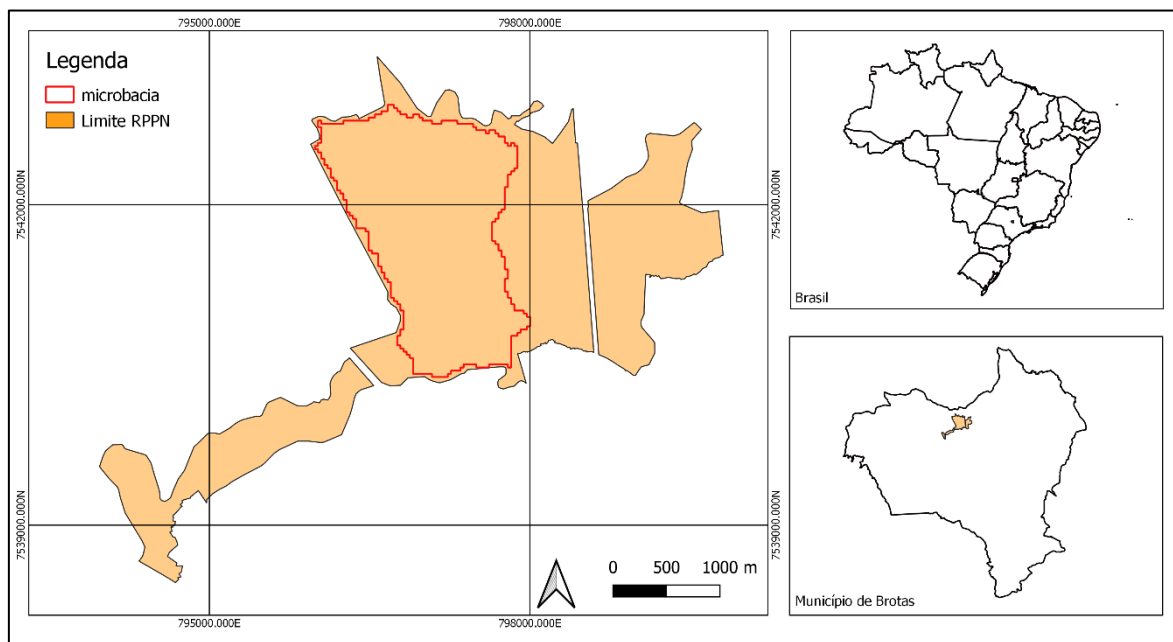 795000.000E 798000.000E
Legenda
microbacia
Limite RPPN
7542000.000N 7542000.000N
7539000.000N 7539000.000N
0 500 1000 m
795000.000E 798000.000E
Brasil
Município de Brotas